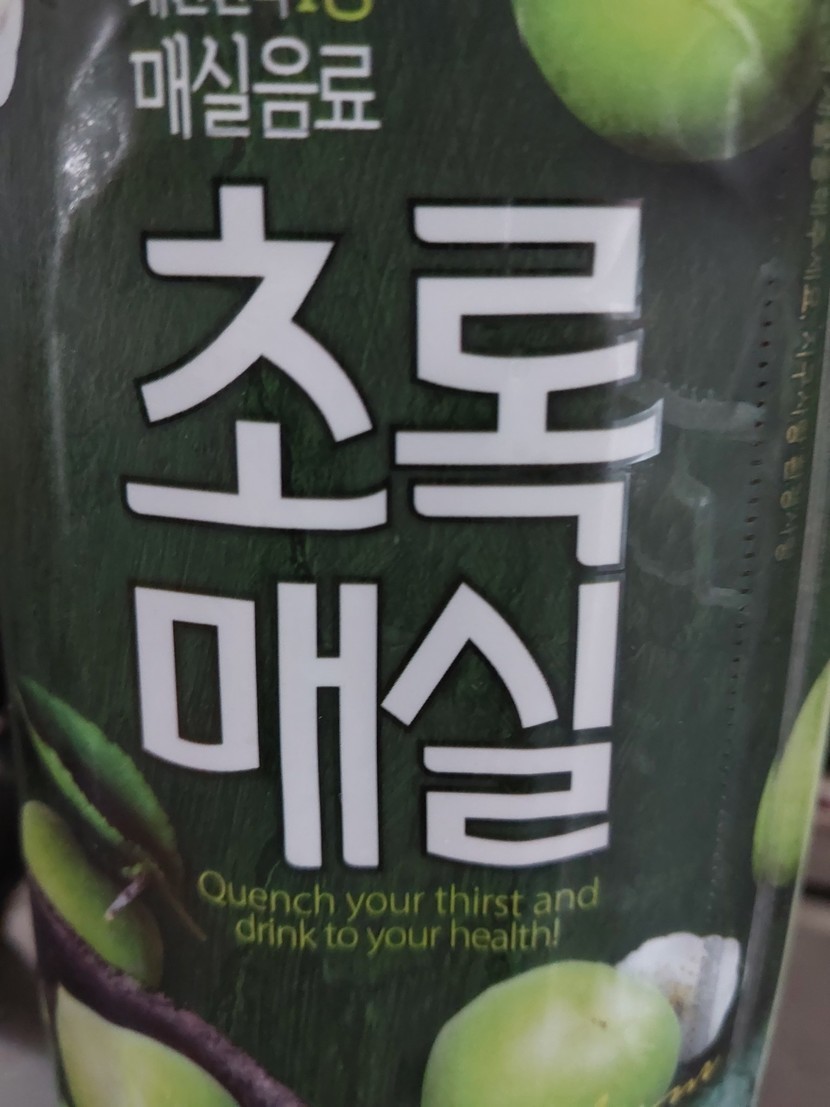 매실음료
초록
매실
Quench your thirst and
drink to your health!